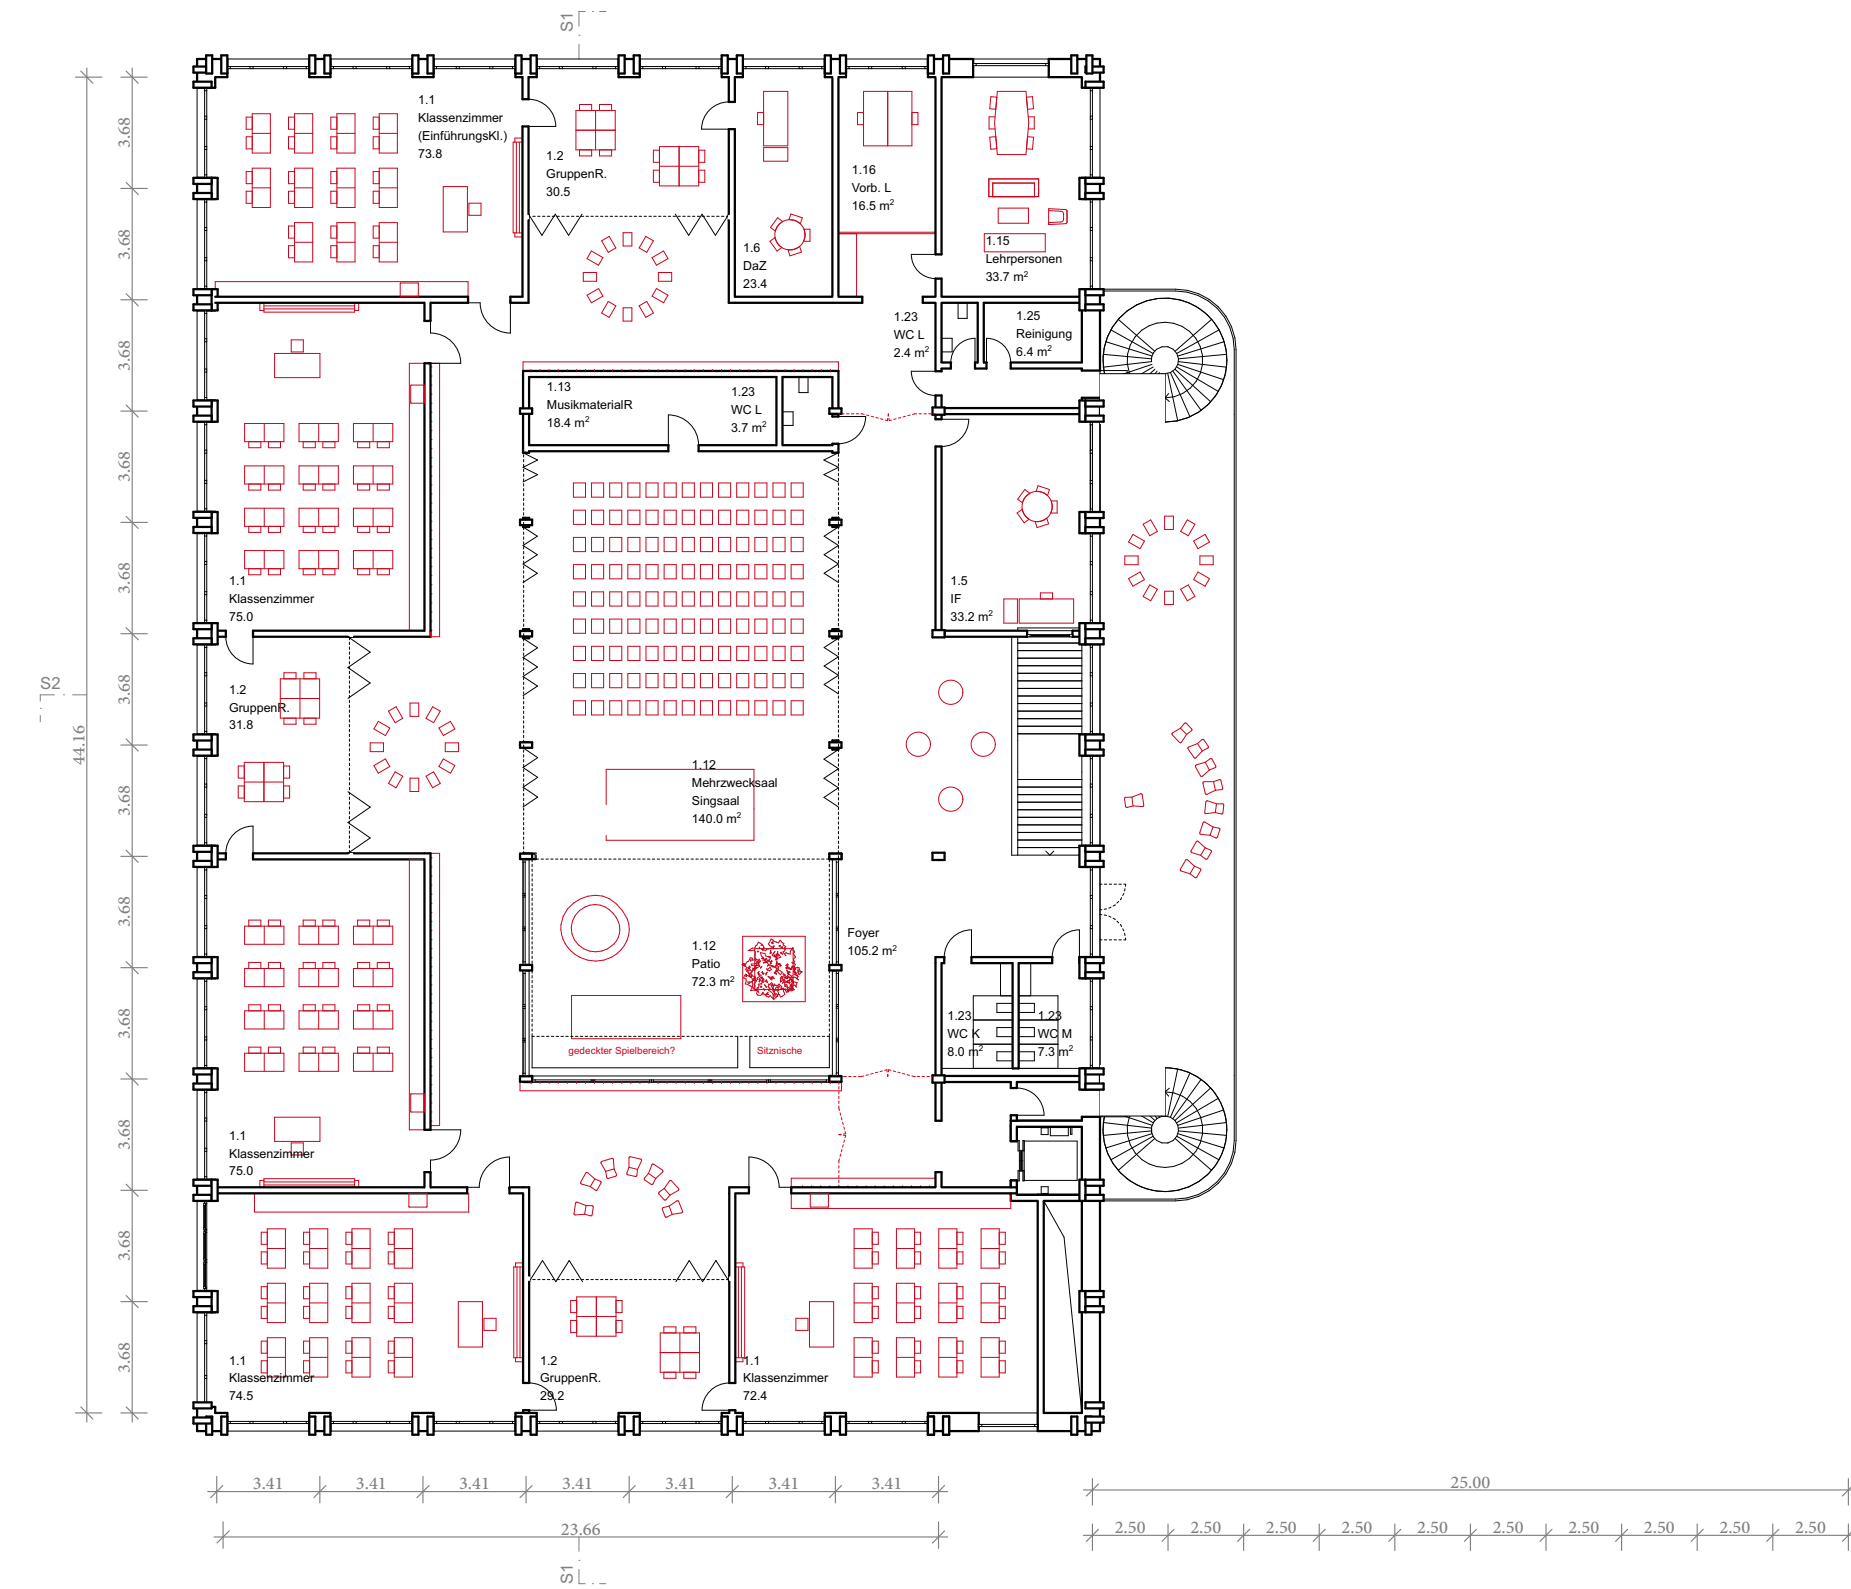 S1
1.1
Klassenzimmer
(EinführungsKl.)
73.8
1.2
GruppenR.
30.5
1.6
DaZ
23.4
1.16
Vorb. L
16.5 m²
1.15
Lehrpersonen
33.7 m²
1.23
WC L
2.4 m²
1.25
Reinigung
6.4 m²
1.13
MusikmaterialR
18.4 m²
1.23
WC L
3.7 m²
1.1
Klassenzimmer
75.0
1.5
IF
33.2 m²
S2
1.2
GruppenR.
31.8
1.12
Mehrzwecksaal
Singsaal
140.0 m²
1.12
Patio
72.3 m²
Foyer
105.2 m²
gedeckter Spielbereich?
Sitznische
1.23
WC K
8.0 m²
1.23
WC M
7.3 m²
1.1
Klassenzimmer
75.0
1.1
Klassenzimmer
74.5
1.2
GruppenR.
29.2
1.1
Klassenzimmer
72.4
44.16
3.68
3.68
3.68
3.68
3.68
3.68
3.68
3.68
3.68
3.68
3.68
3.68
3.41
3.41
3.41
3.41
3.41
3.41
3.41
23.66
25.00
2.50
2.50
2.50
2.50
2.50
2.50
2.50
2.50
2.50
2.50
S1